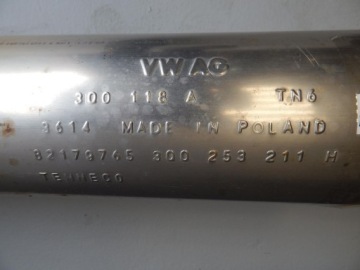 VW AG
300 118 A TN6
3614 MADE IN POLAND
82179765 300 253 211 H
TENNECO